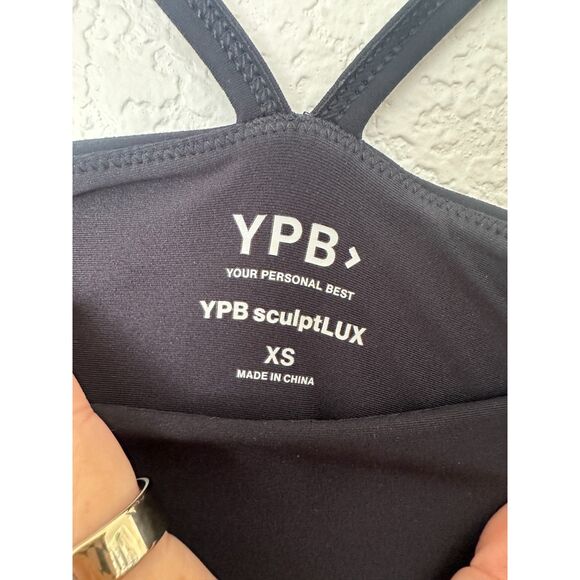 YPB>
YOUR PERSONAL BEST
YPB sculptLUX
XS
MADE IN CHINA